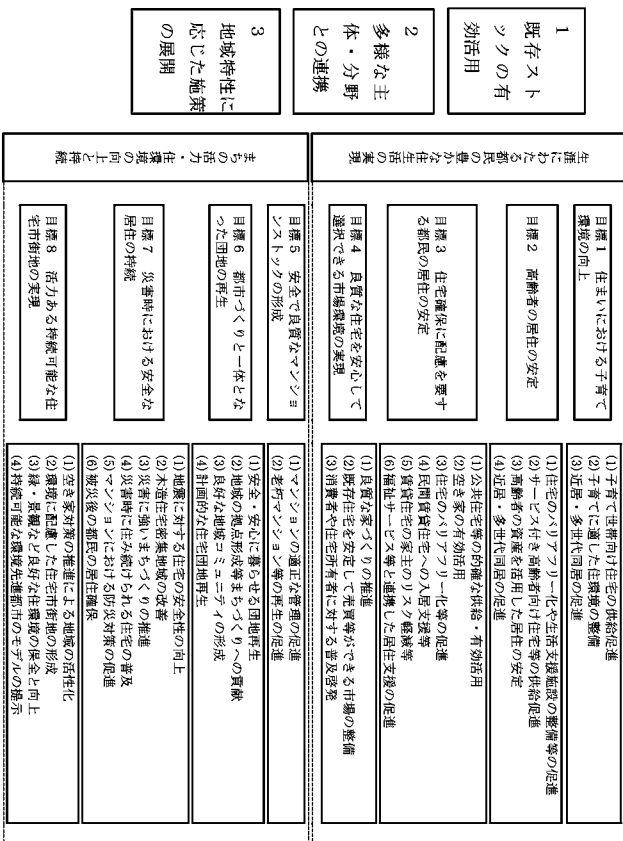 1
既存スト
ックの有
効活用
2
多様な主
体・分野
との連携
3
地域特性に
応じた施策
の展開
生涯にわたる都民の豊かな住生活の実現
目標1 住まいにおける子育て
環境の向上
(1)子育て世帯向け住宅の供給促進
(2)子育てに適した住環境の整備
(3)近居・多世代同居の促進
目標2 高齢者の居住の安定
(1)住宅のバリアフリー化や生活支援施設の整備等の促進
(2)サービス付き高齢者向け住宅等の供給促進
(3)高齢者の資産を活用した居住の安定
(4)近居・多世代同居の促進
目標3 住宅確保に配慮を要す
る都民の居住の安定
(1)公共住宅等の的確な供給・有効活用
(2)空き家の有効活用
(3)住宅のバリアフリー化等の促進
(4)民間賃貸住宅への入居支援等
(5)賃貸住宅の家主のリスク軽減等
(6)福祉サービス等と連携した居住支援の促進
目標4 良質な住宅を安心して
選択できる市場環境の実現
(1)良質な家づくりの推進
(2)既存住宅を安定して売買等ができる市場の整備
(3)消費者や住宅所有者に対する普及啓発
まちの活力・住環境の向上と持続
目標5 安全で良質なマンショ
ンストックの形成
(1)マンションの適正な管理の促進
(2)老朽マンション等の再生の促進
目標6 都市づくりと一体とな
った団地の再生
(1)安全・安心に暮らせる団地再生
(2)地域の拠点形成等まちづくりへの貢献
(3)良好な地域コミュニティの形成
(4)計画的な住宅団地再生
目標7 災害時における安全な
居住の持続
(1)地震に対する住宅の安全性の向上
(2)木造住宅密集地域の改善
(3)災害に強いまちづくりの推進
(4)災害時に住み続けられる住宅の普及
(5)マンションにおける防災対策の促進
(6)被災後の都民の居住確保
目標8 活力ある持続可能な住
宅市街地の実現
(1)空き家対策の推進による地域の活性化
(2)環境に配慮した住宅市街地の形成
(3)緑・景観など良好な住環境の保全と向上
(4)持続可能な環境先進都市のモデルの提示